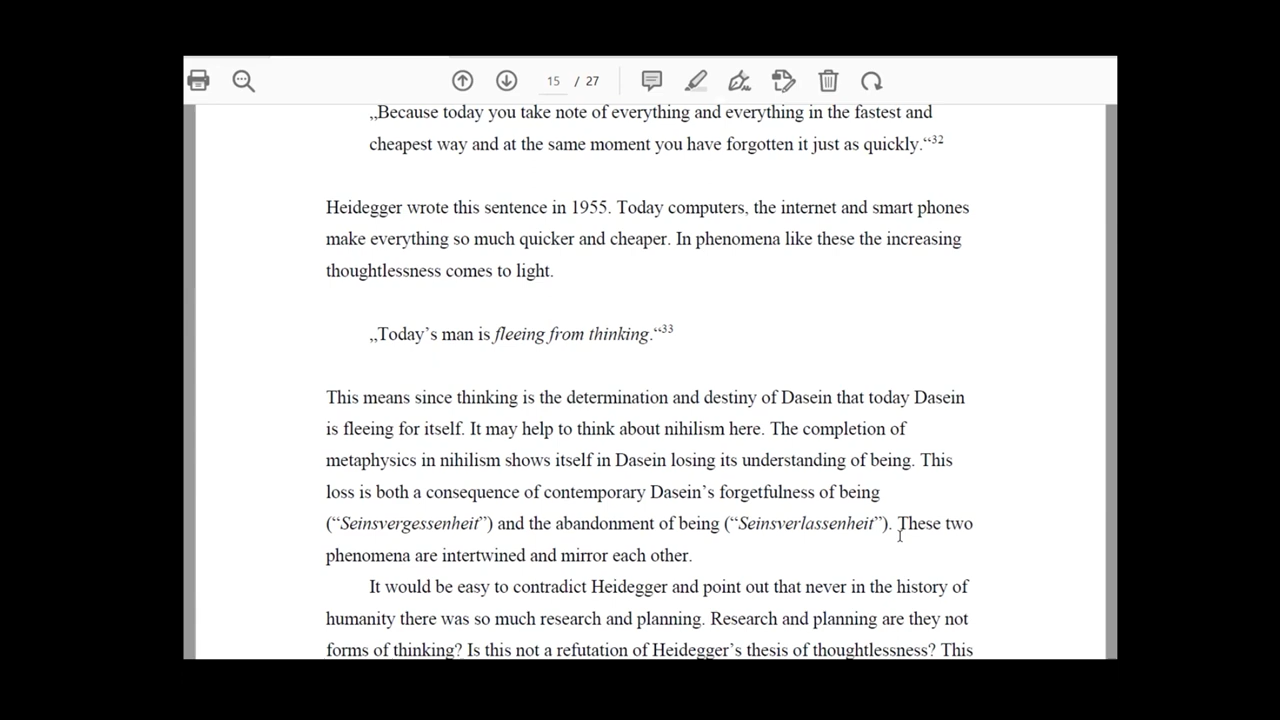 15 / 27
„Because today you take note of everything and everything in the fastest and
cheapest way and at the same moment you have forgotten it just as quickly.“32
Heidegger wrote this sentence in 1955. Today computers, the internet and smart phones
make everything so much quicker and cheaper. In phenomena like these the increasing
thoughtlessness comes to light.
„Today’s man is fleeing from thinking.“33
This means since thinking is the determination and destiny of Dasein that today Dasein
is fleeing for itself. It may help to think about nihilism here. The completion of
metaphysics in nihilism shows itself in Dasein losing its understanding of being. This
loss is both a consequence of contemporary Dasein’s forgetfulness of being
(“Seinsvergessenheit”) and the abandonment of being (“Seinsverlassenheit”). These two
phenomena are intertwined and mirror each other.
It would be easy to contradict Heidegger and point out that never in the history of
humanity there was so much research and planning. Research and planning are they not
forms of thinking? Is this not a refutation of Heidegger’s thesis of thoughtlessness? This